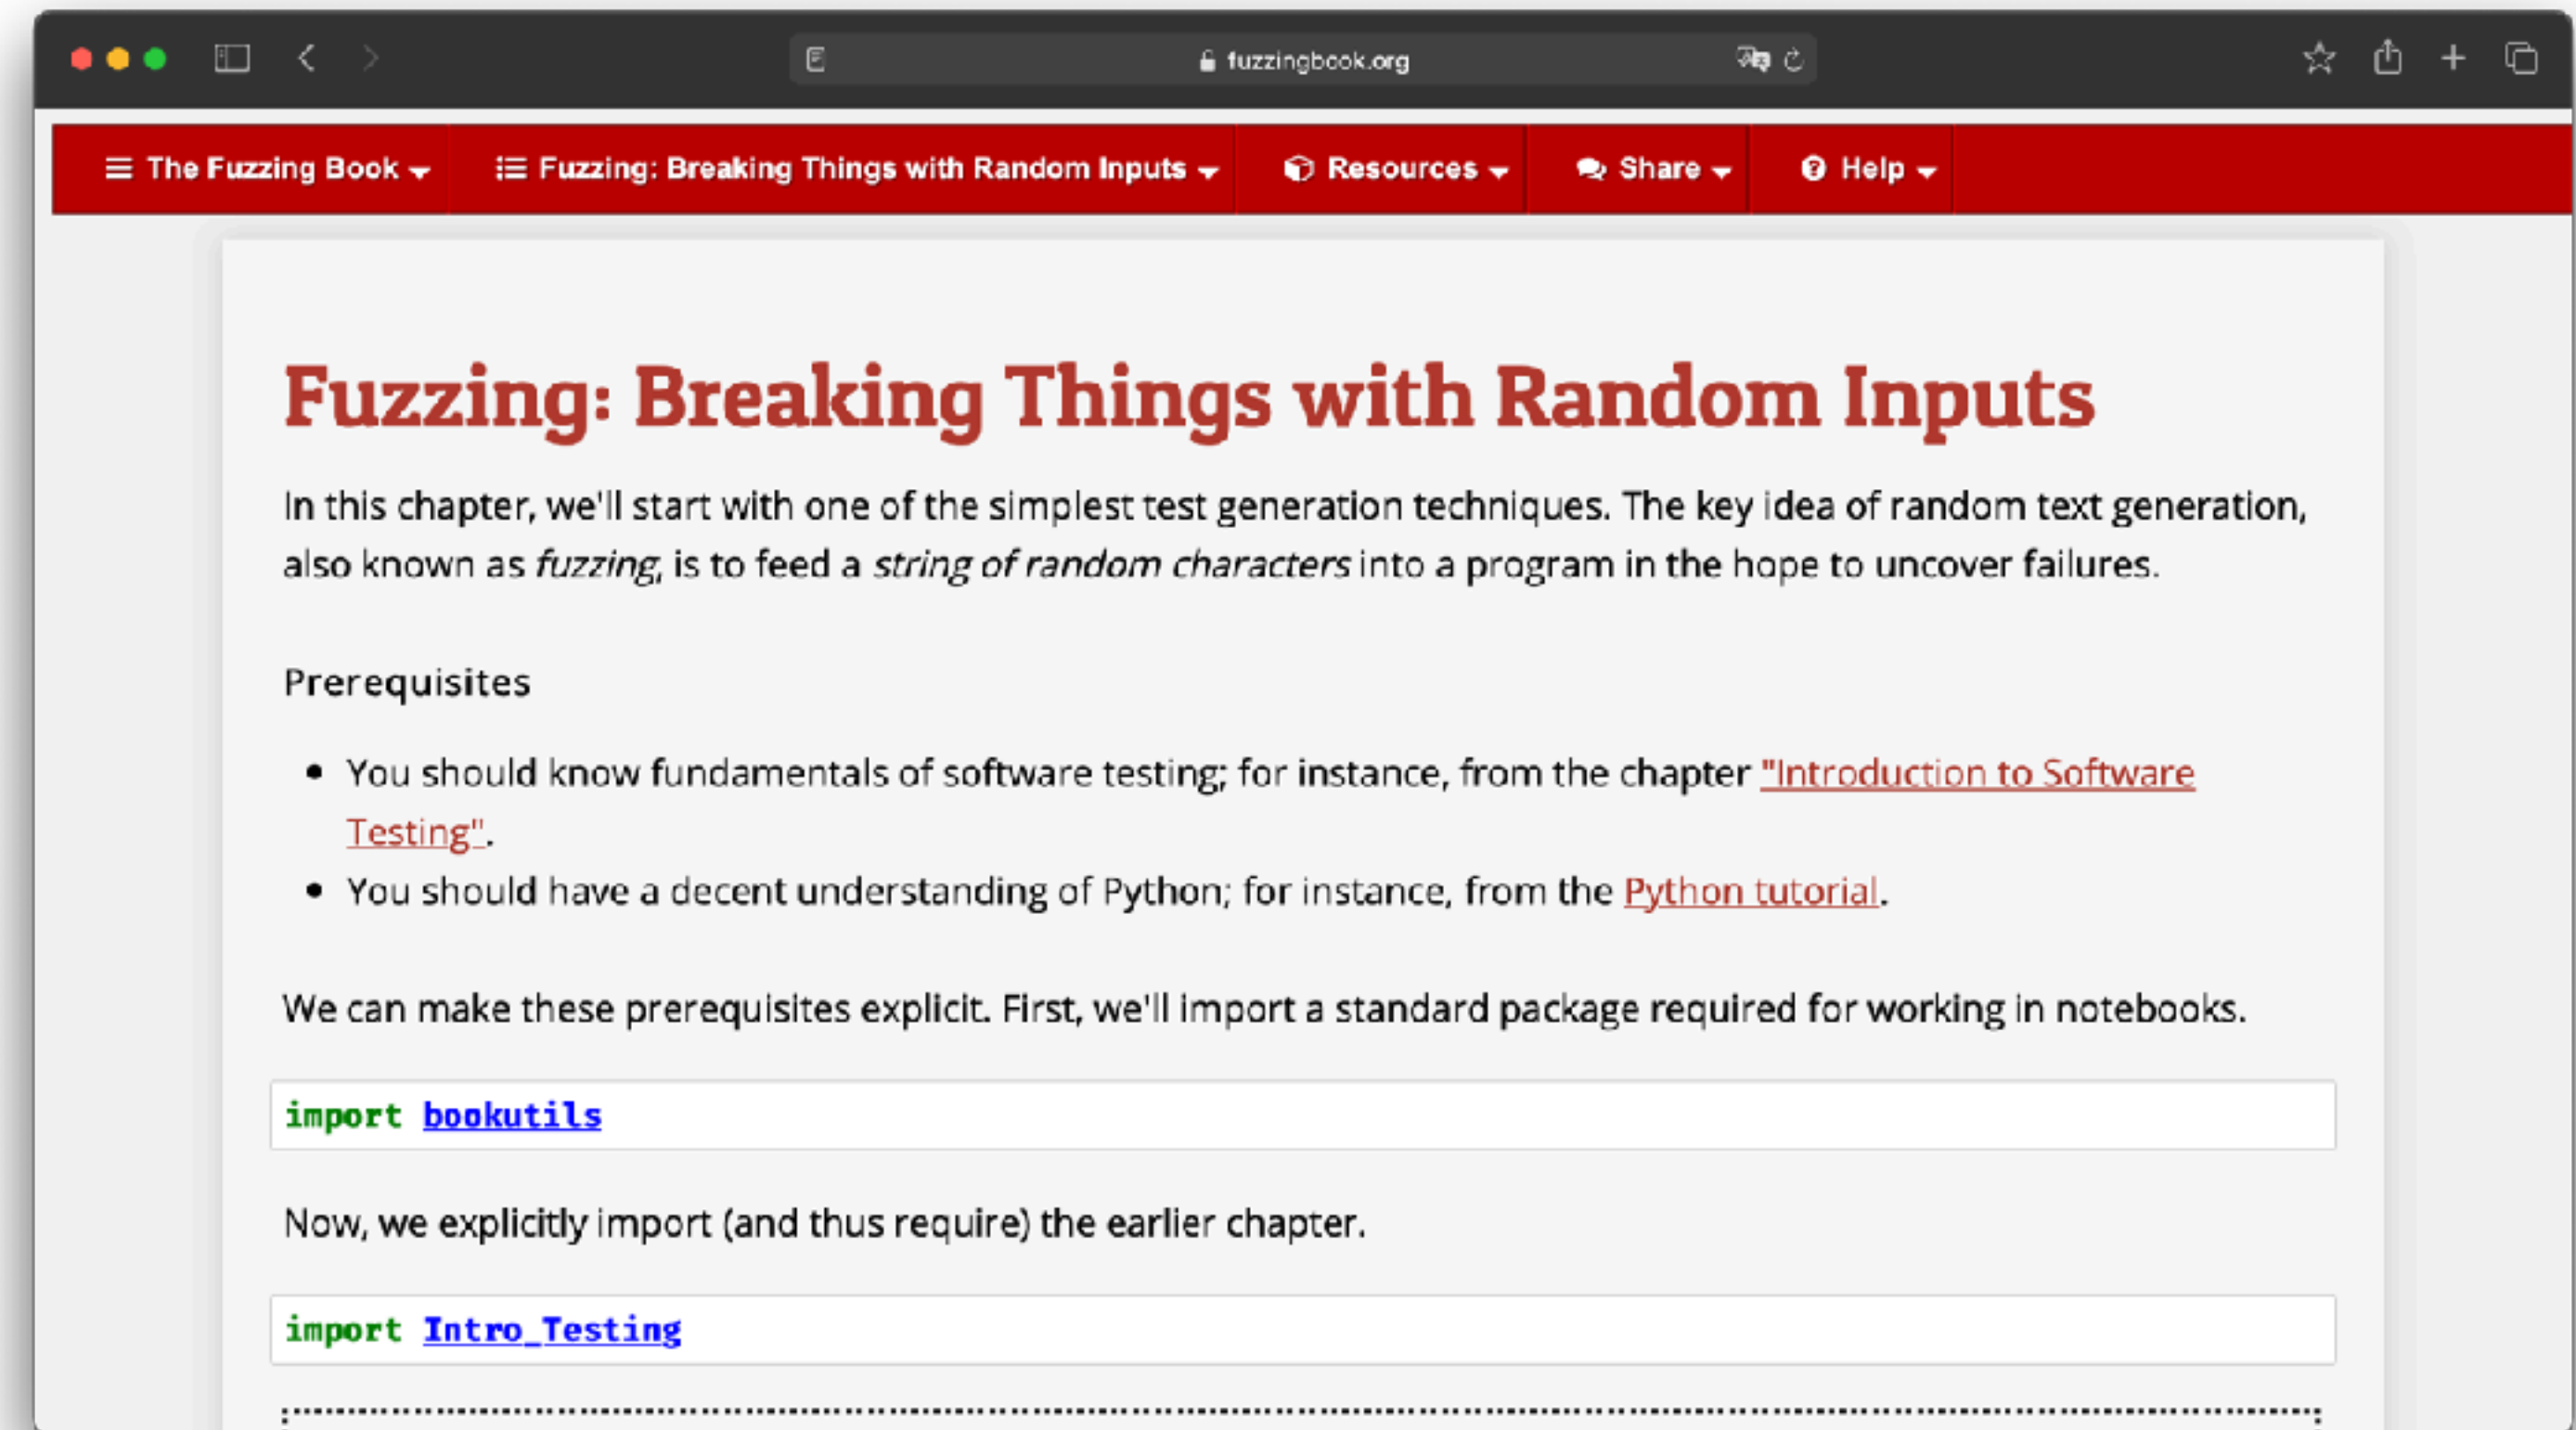 fuzzingbook.org
The Fuzzing Book
Fuzzing: Breaking Things with Random Inputs
Resources
Share
Help
Fuzzing: Breaking Things with Random Inputs
In this chapter, we'll start with one of the simplest test generation techniques. The key idea of random text generation,
also known as fuzzing, is to feed a string of random characters into a program in the hope to uncover failures.
Prerequisites
• You should know fundamentals of software testing; for instance, from the chapter "Introduction to Software
Testing".
• You should have a decent understanding of Python; for instance, from the Python tutorial.
We can make these prerequisites explicit. First, we'll import a standard package required for working in notebooks.
import bookutils
Now, we explicitly import (and thus require) the earlier chapter.
import Intro_Testing